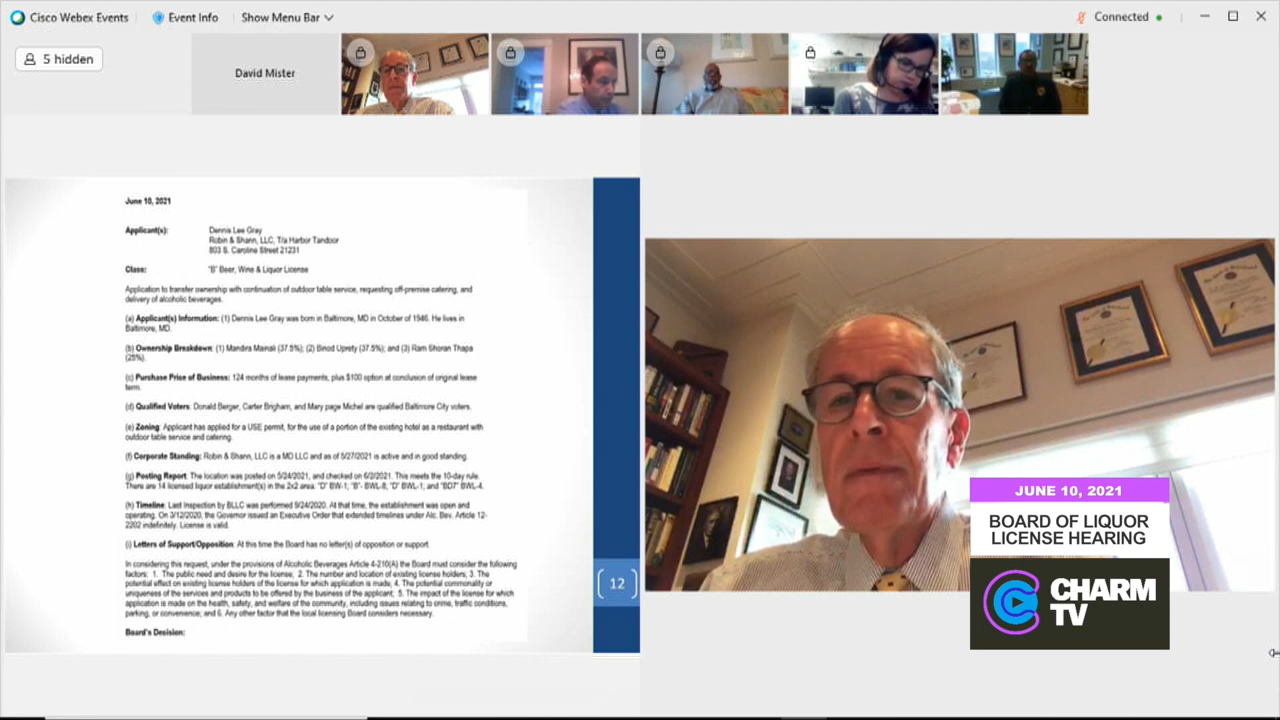 Cisco Webex Events
Event Info
Show Menu Bar
Connected
5 hidden
David Mister
June 10, 2021
Applicant(s):
Dennis Lee Gray
Robin & Shann, LLC, T/a Harbor Tandoor
803 S. Caroline Street 21231
Class:
"B" Beer, Wine & Liquor License
Application to transfer ownership with continuation of outdoor table service, requesting off-premise catering, and
delivery of alcoholic beverages.
(a) Applicant(s) Information: (1) Dennis Lee Gray was born in Baltimore, MD in October of 1946. He lives in
Baltimore, MD.
(b) Ownership Breakdown: (1) Mandira Mainali (37.5%); (2) Binod Uprety (37.5%); and (3) Ram Shoran Thapa
(25%).
(c) Purchase Price of Business: 124 months of lease payments, plus $100 option at conclusion of original lease
term.
(d) Qualified Voters: Donald Berger, Carter Brigham, and Mary page Michel are qualified Baltimore City voters.
(e) Zoning: Applicant has applied for a USE permit, for the use of a portion of the existing hotel as a restaurant with
outdoor table service and catering.
(f) Corporate Standing: Robin & Shann, LLC is a MD LLC and as of 5/27/2021 is active and in good standing.
(g) Posting Report: The location was posted on 5/24/2021, and checked on 6/2/2021. This meets the 10-day rule.
There are 14 licensed liquor establishment(s) in the 2x2 area: "D" BW-1, "B"- BWL-8, "D" BWL-1, and "BD7" BWL-4.
(h) Timeline: Last Inspection by BLLC was performed 9/24/2020. At that time, the establishment was open and
operating. On 3/12/2020, the Governor issued an Executive Order that extended timelines under Alc. Bev. Article 12-
2202 indefinitely. License is valid.
(i) Letters of Support/Opposition: At this time the Board has no letter(s) of opposition or support.
In considering this request, under the provisions of Alcoholic Beverages Article 4-210(A) the Board must consider the following
factors: 1. The public need and desire for the license; 2. The number and location of existing license holders; 3. The
potential effect on existing license holders of the license for which application is made; 4. The potential commonality or
uniqueness of the services and products to be offered by the business of the applicant; 5. The impact of the license for which
application is made on the health, safety, and welfare of the community, including issues relating to crime, traffic conditions,
parking, or convenience; and 6. Any other factor that the local licensing Board considers necessary.
Board's Decision:
12
JUNE 10, 2021
BOARD OF LIQUOR
LICENSE HEARING
CHARM
TV